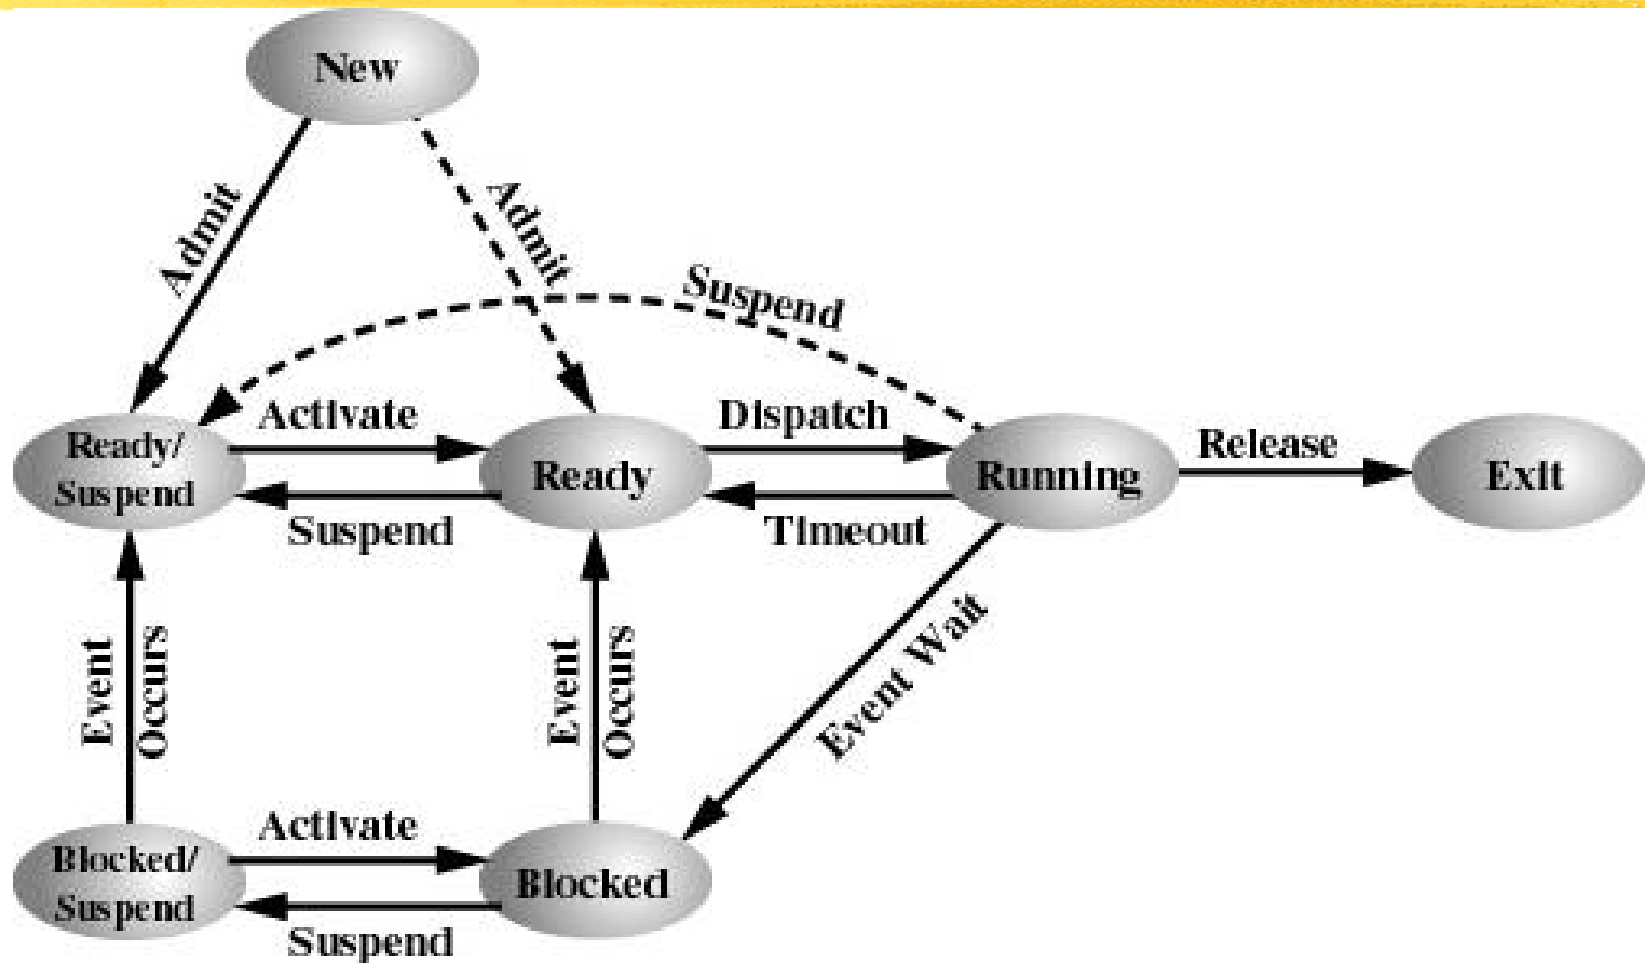 New
Admit
Admit
Suspend
Activate
Dispatch
Release
Ready/
Suspend
Ready
Running
Exit
Suspend
Timeout
Event
Occurs
Event
Occurs
Event Wait
Activate
Blocked/
Suspend
Blocked
Suspend